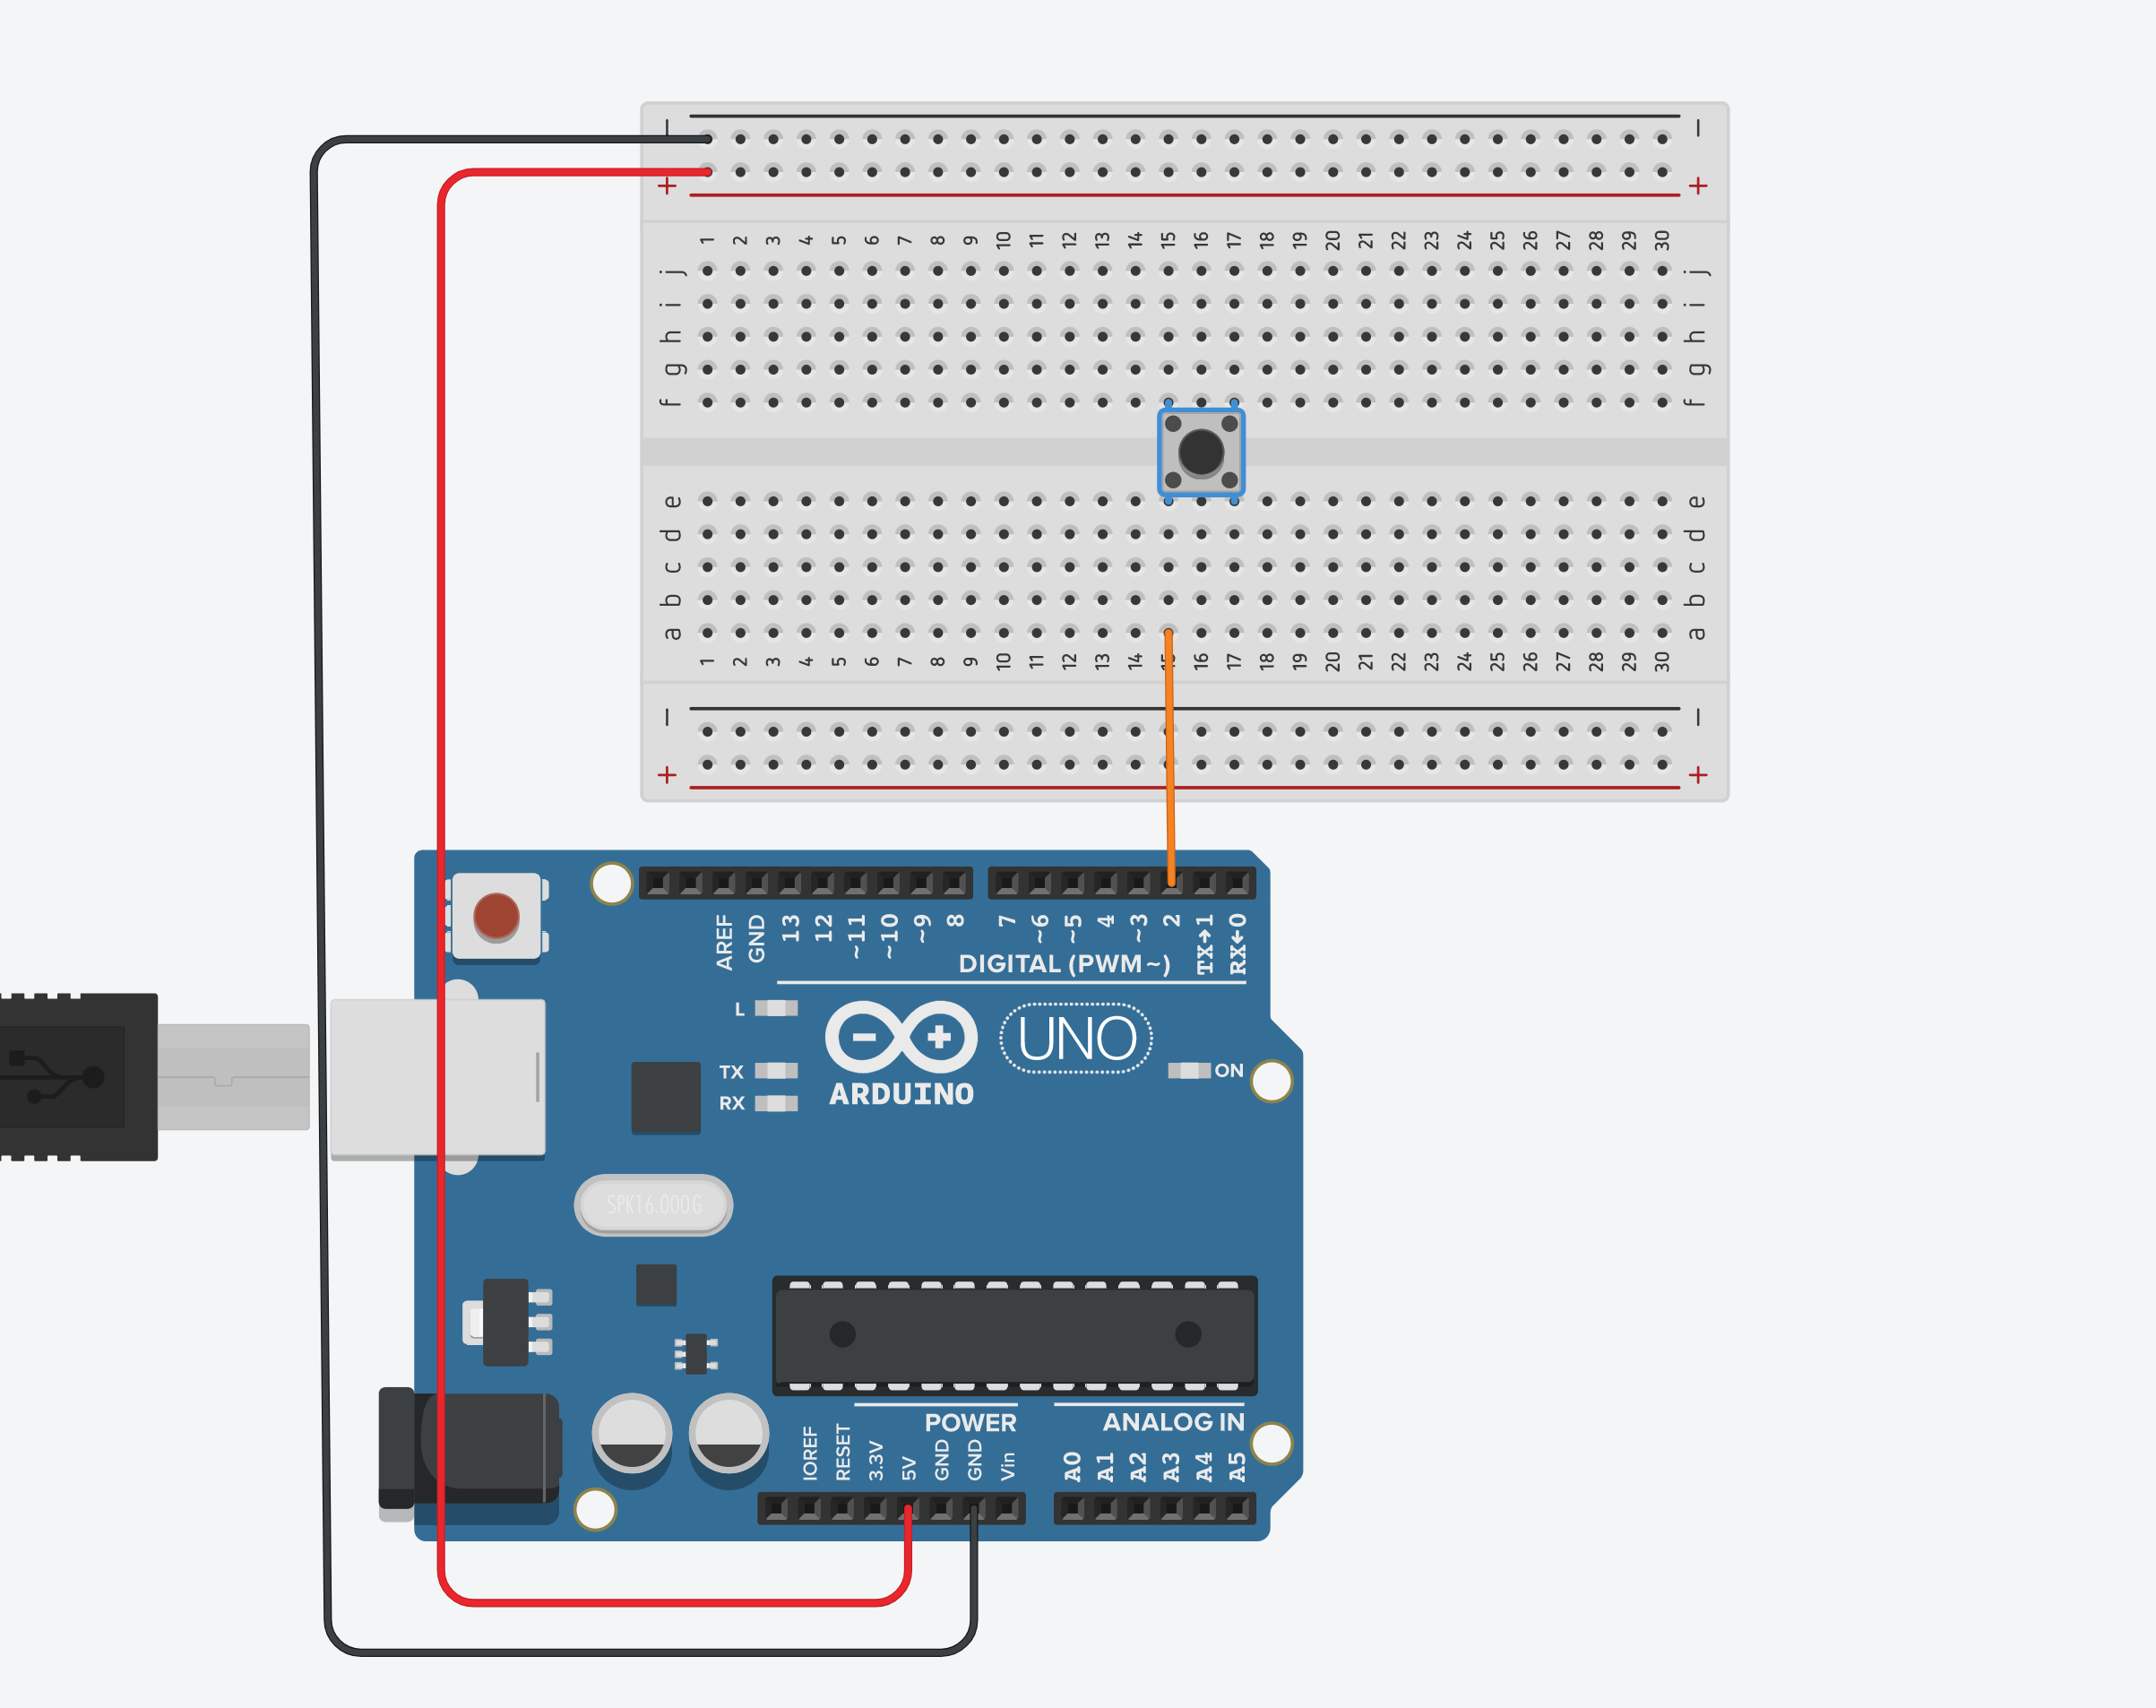 − −
+ +
1 2 3 4 5 6 7 8 9 10 11 12 13 14 15 16 17 18 19 20 21 22 23 24 25 26 27 28 29 30
j j
i i
h h
g g
f f
e e
d d
c c
b b
a a
1 2 3 4 5 6 7 8 9 10 11 12 13 14 15 16 17 18 19 20 21 22 23 24 25 26 27 28 29 30
− −
+ +
AREF GND 13 12 ~11 ~10 ~9 8 7 ~6 ~5 4 ~3 2 TX→1 RX←0
DIGITAL (PWM ~)
L
UNO
TX
ON
RX
ARDUINO
SPK16.000G
POWER
ANALOG IN
IOREF RESET 3.3V 5V GND GND Vin A0 A1 A2 A3 A4 A5